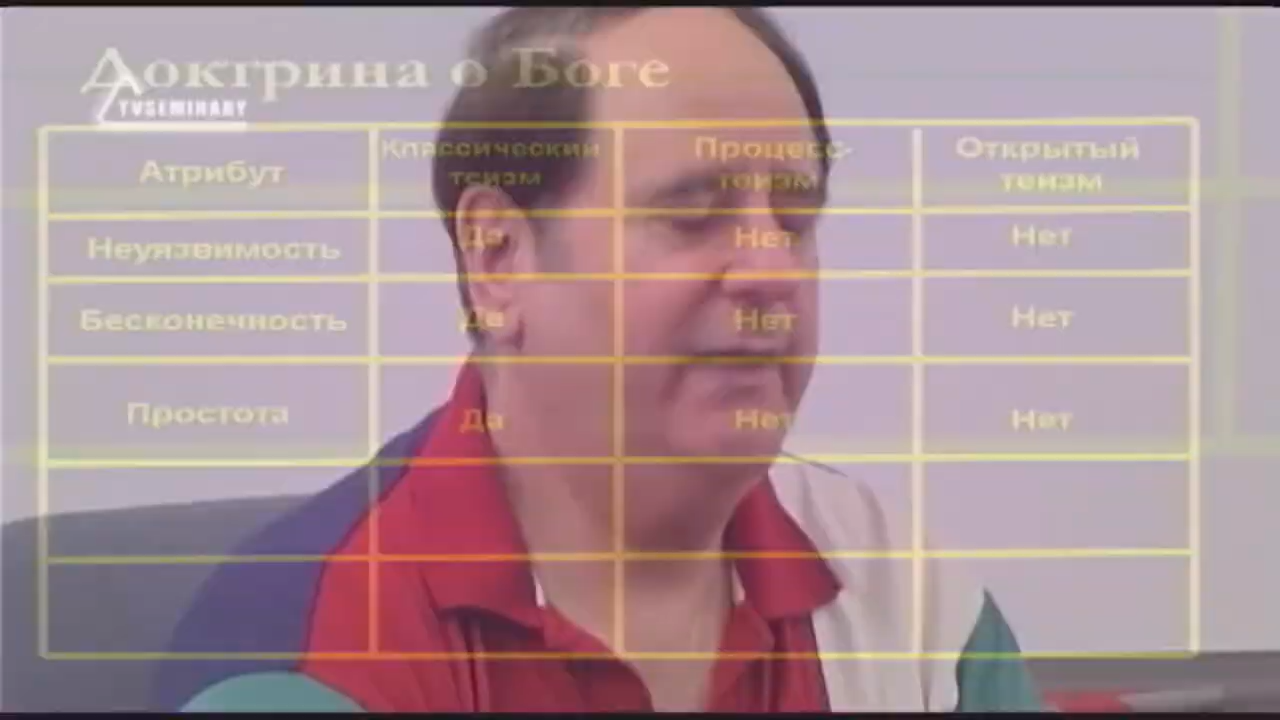 Доктрина о Боге
TVSEMINARY
Атрибут
Классический
теизм
Процесс-
теизм
Открытый
теизм
Неуязвимость
Да
Нет
Нет
Бесконечность
Да
Нет
Нет
Простота
Да
Нет
Нет